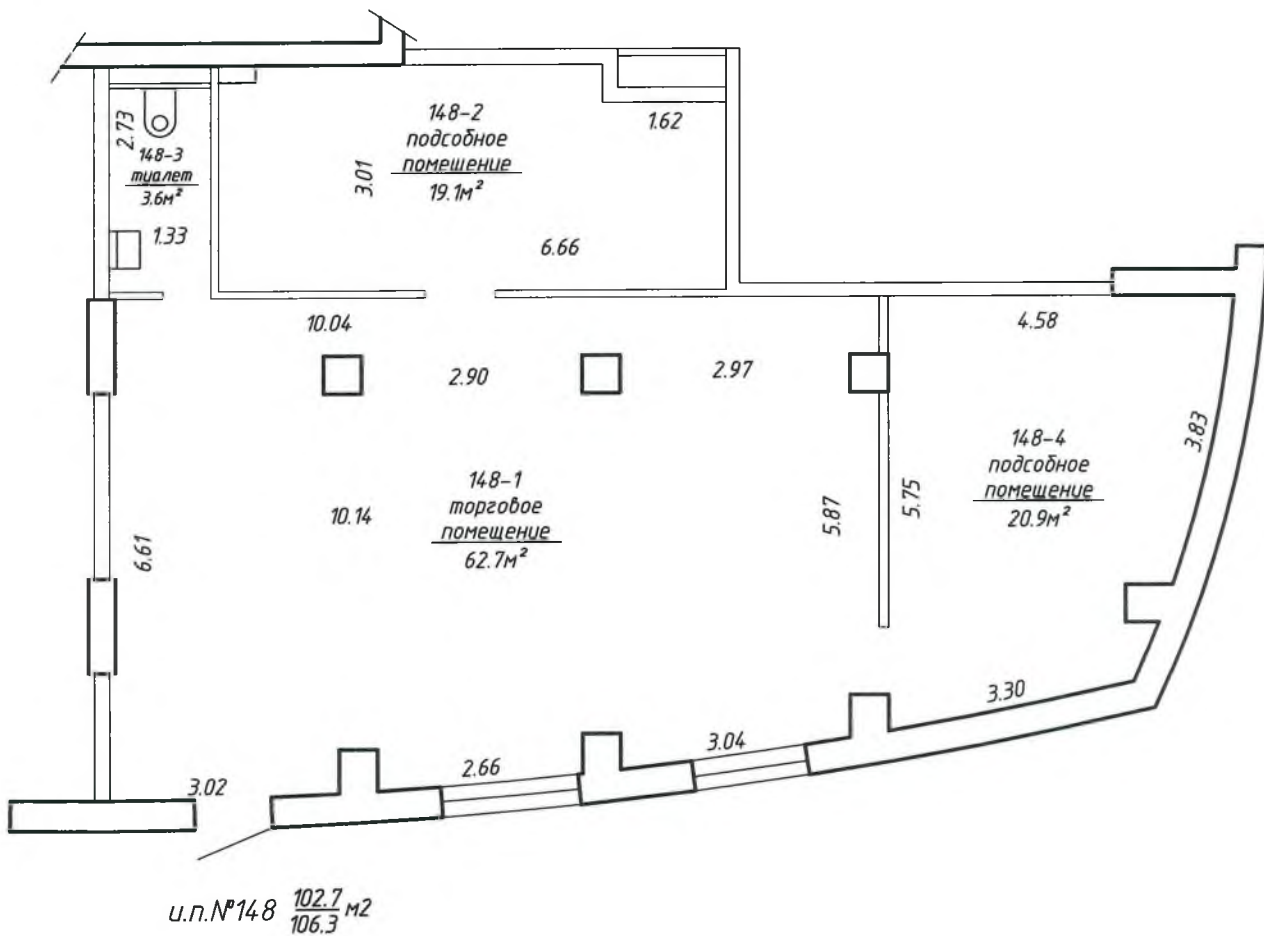 148-2
подсобное
помещение
19.1м²
1.62
3.01
6.66
2.73
148-3
туалет
3.6м²
1.33
10.04
2.90
2.97
4.58
148-1
торговое
помещение
62.7м²
10.14
6.61
5.87
5.75
148-4
подсобное
помещение
20.9м²
3.83
3.30
3.04
2.66
3.02
и.п.№148 102.7
106.3 м2